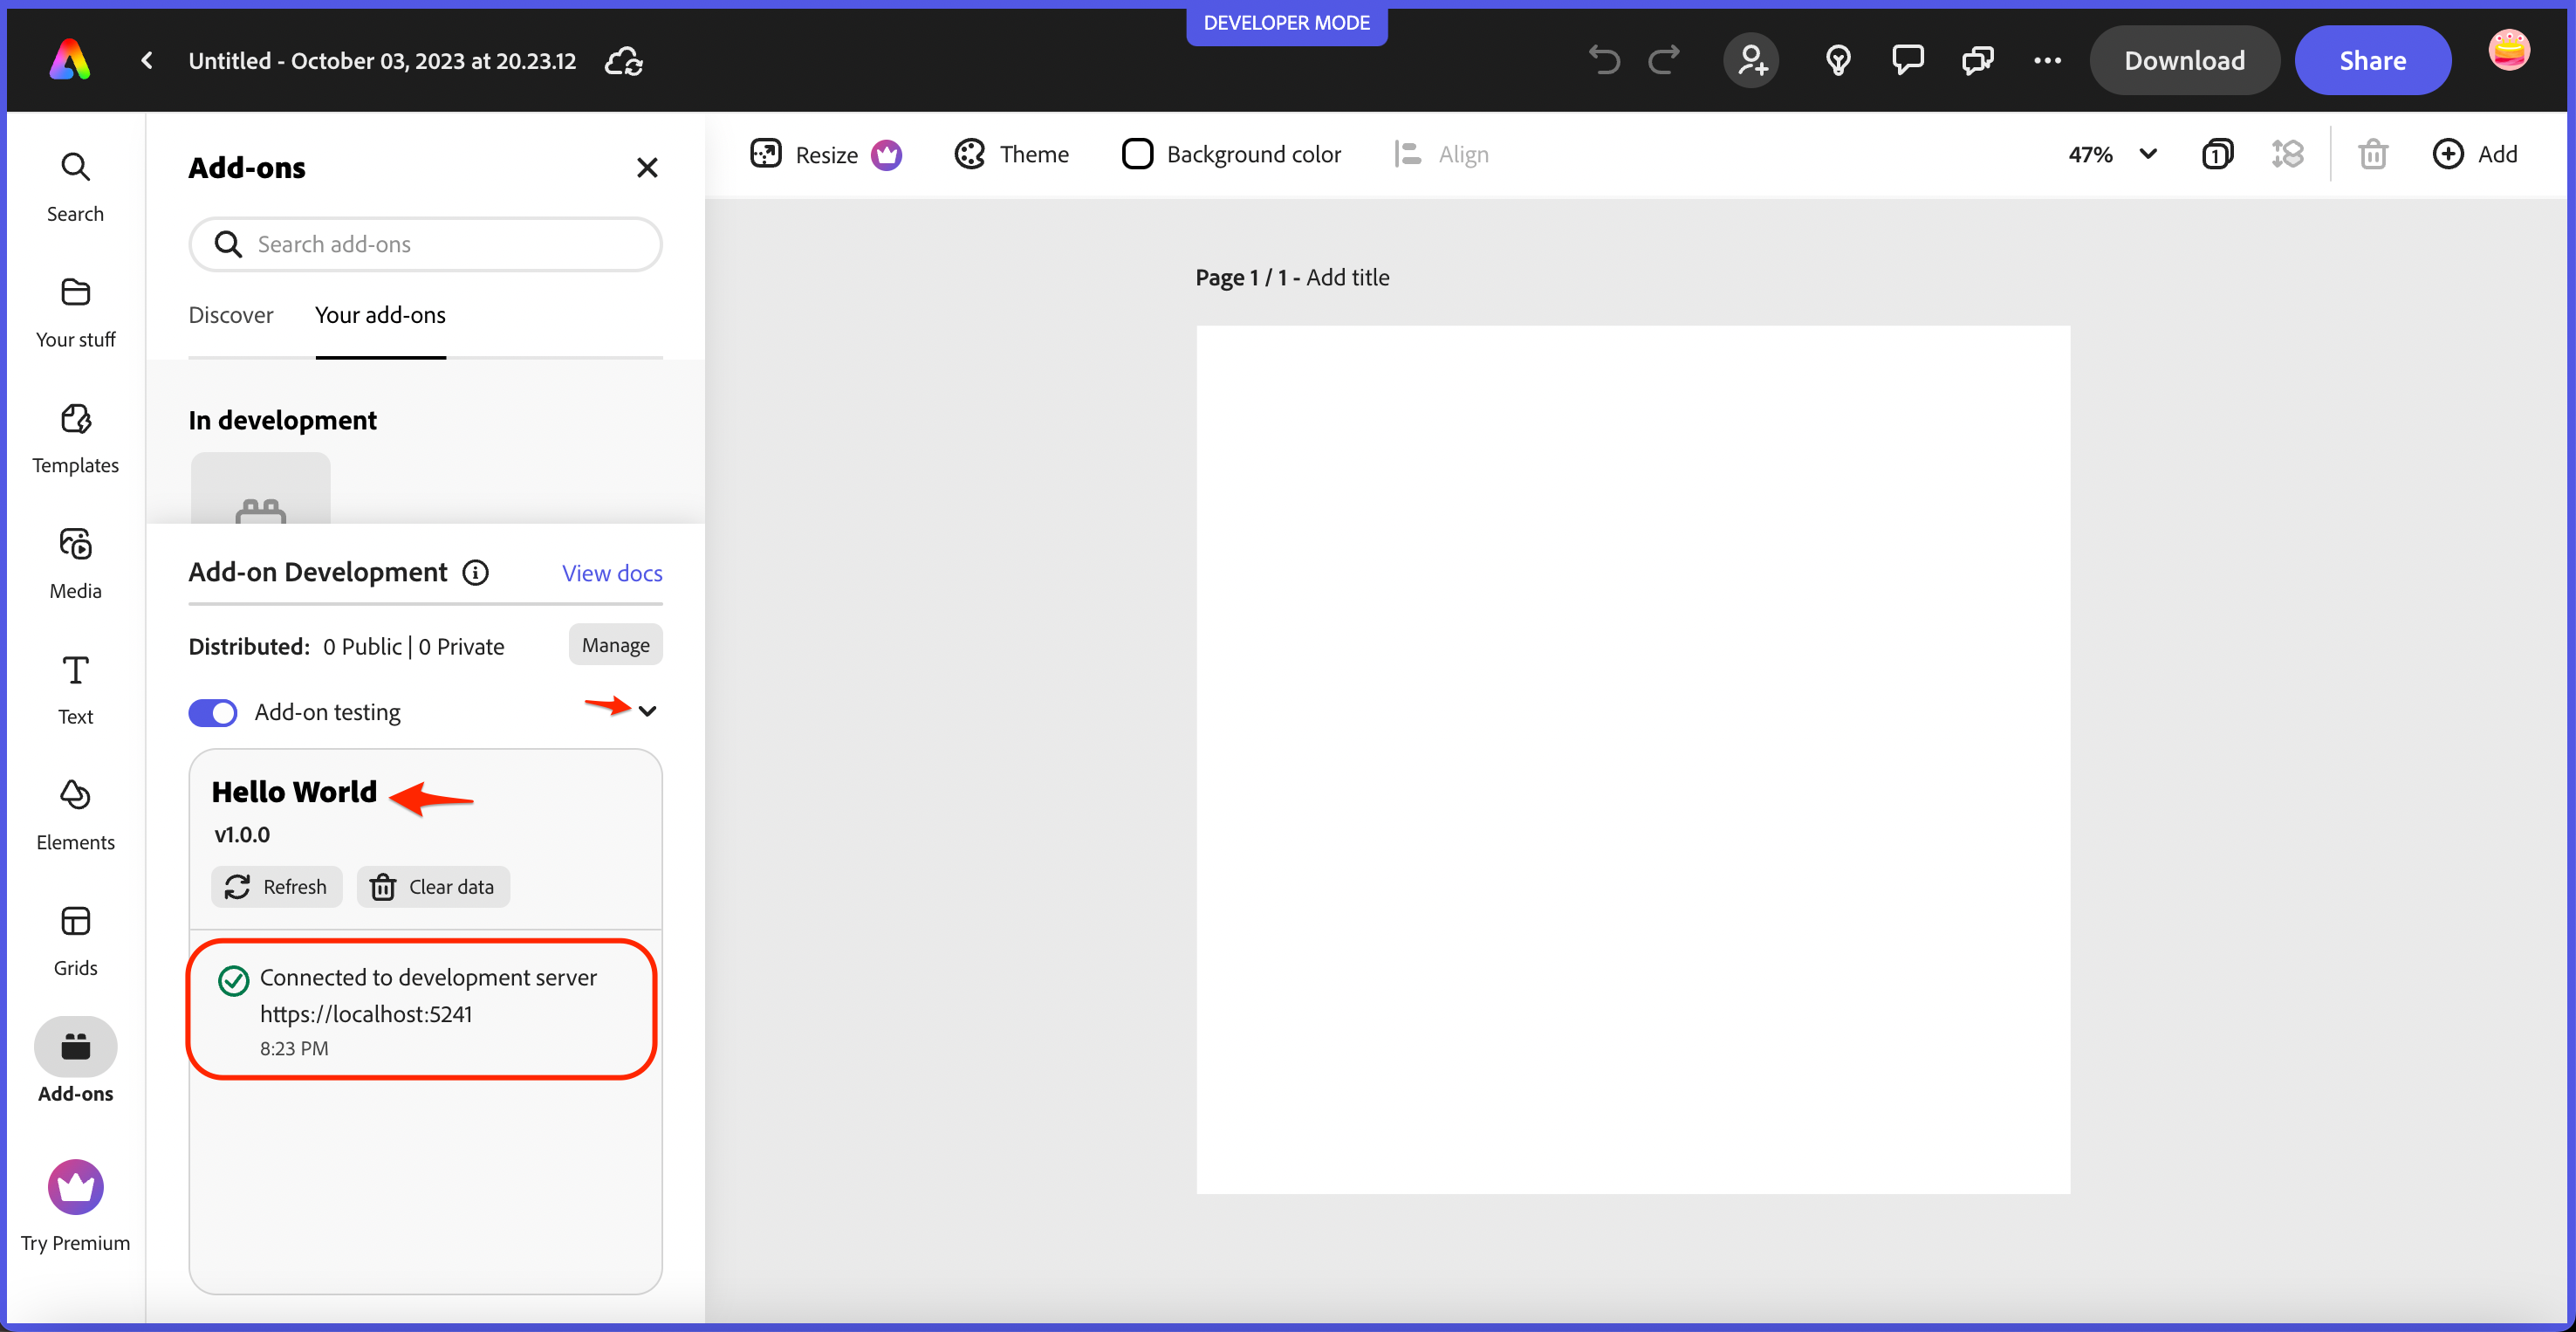 DEVELOPER MODE
Untitled - October 03, 2023 at 20.23.12
Download
Share
Search
Your stuff
Templates
Media
Text
Elements
Grids
Add-ons
Try Premium
Add-ons
Search add-ons
Discover
Your add-ons
In development
Add-on Development
View docs
Distributed: 0 Public | 0 Private
Manage
Add-on testing
Hello World
v1.0.0
Refresh
Clear data
Connected to development server
https://localhost:5241
8:23 PM
Resize
Theme
Background color
Align
47%
1
Add
Page 1 / 1 - Add title